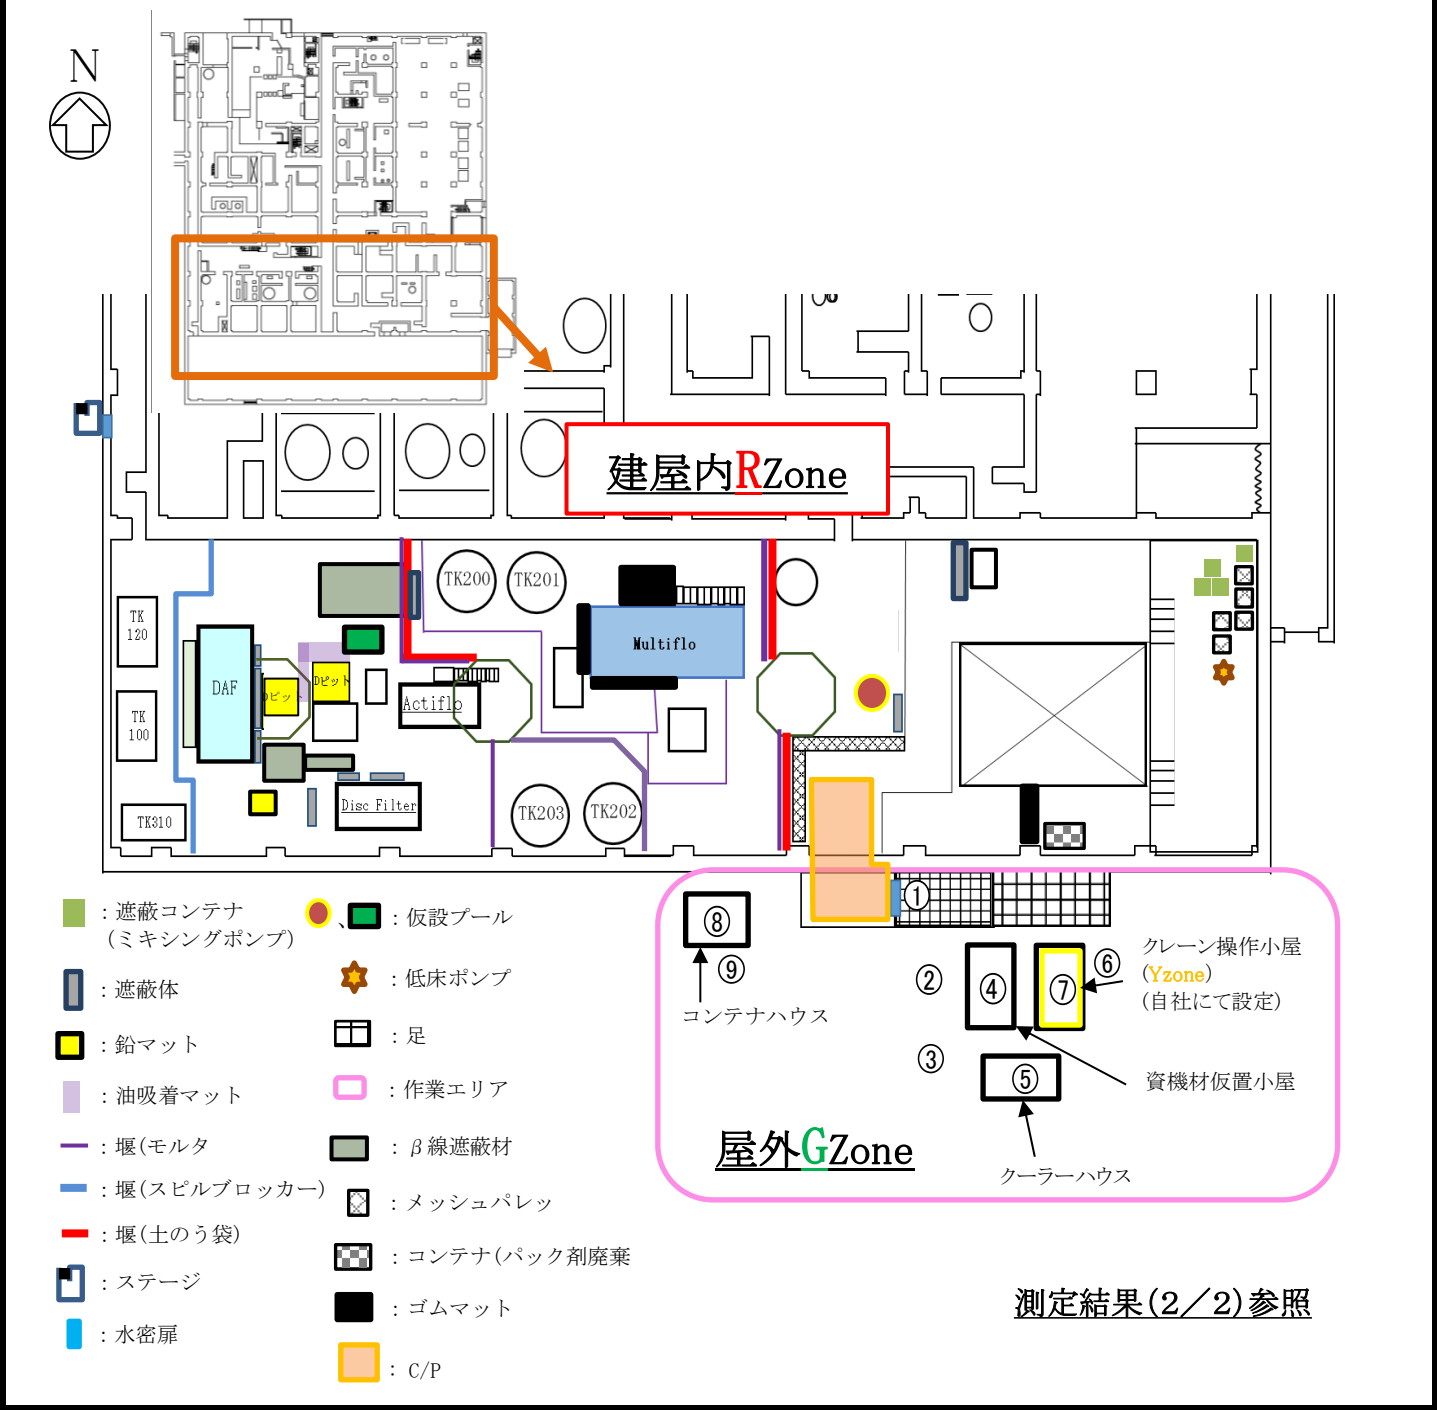 N
建屋内RZone
TK200
TK201
TK
120
Multiflo
DAF
Dピット
Dピット
Actiflo
TK
100
TK310
Disc Filter
TK203
TK202
①
⑧
⑨
コンテナハウス
②
④
⑦
⑥
クレーン操作小屋
(Yzone)
(自社にて設定)
③
⑤
資機材仮置小屋
クーラーハウス
屋外GZone
：遮蔽コンテナ
(ミキシングポンプ)
：遮蔽体
：鉛マット
：油吸着マット
：堰(モルタ
：堰(スピルブロッカー)
：堰(土のう袋)
：ステージ
：水密扉
、
：仮設プール
：低床ポンプ
：足
：作業エリア
：β線遮蔽材
：メッシュパレッ
：コンテナ(パック剤廃棄
：ゴムマット
：C/P
測定結果(2／2)参照